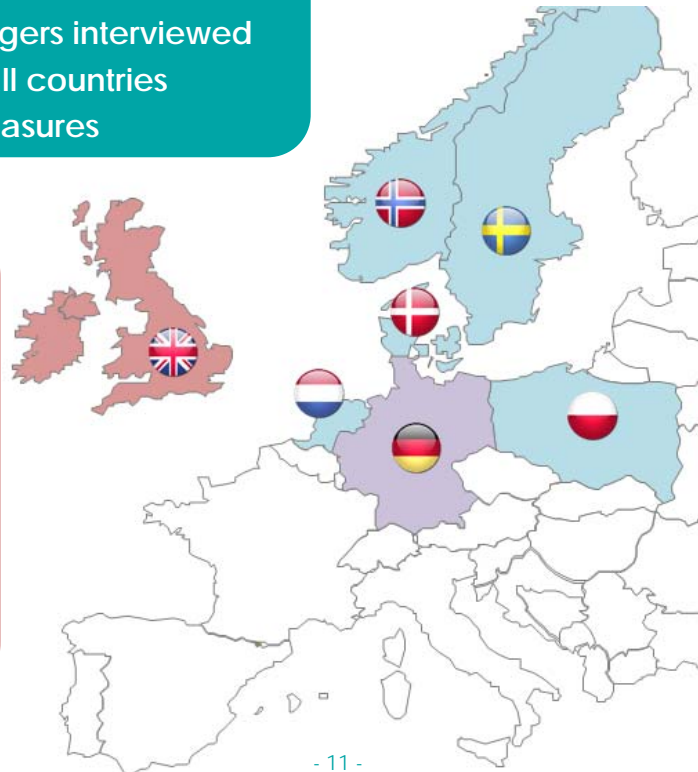 gers interviewed
ll countries
asures
- 11 -